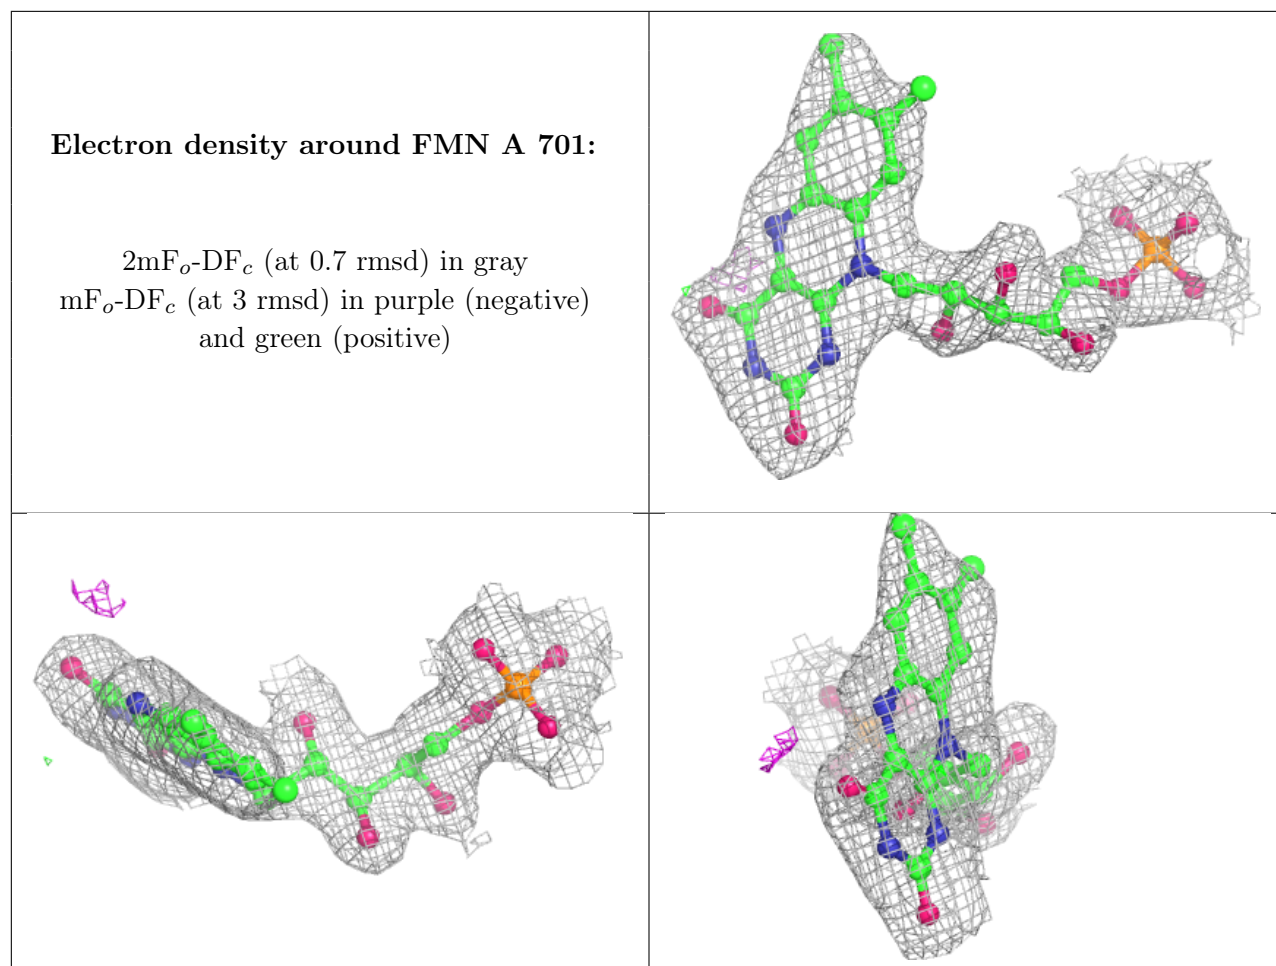 Electron density around FMN A 701:
2mFₒ-DF𝒸 (at 0.7 rmsd) in gray
mFₒ-DF𝒸 (at 3 rmsd) in purple (negative)
and green (positive)